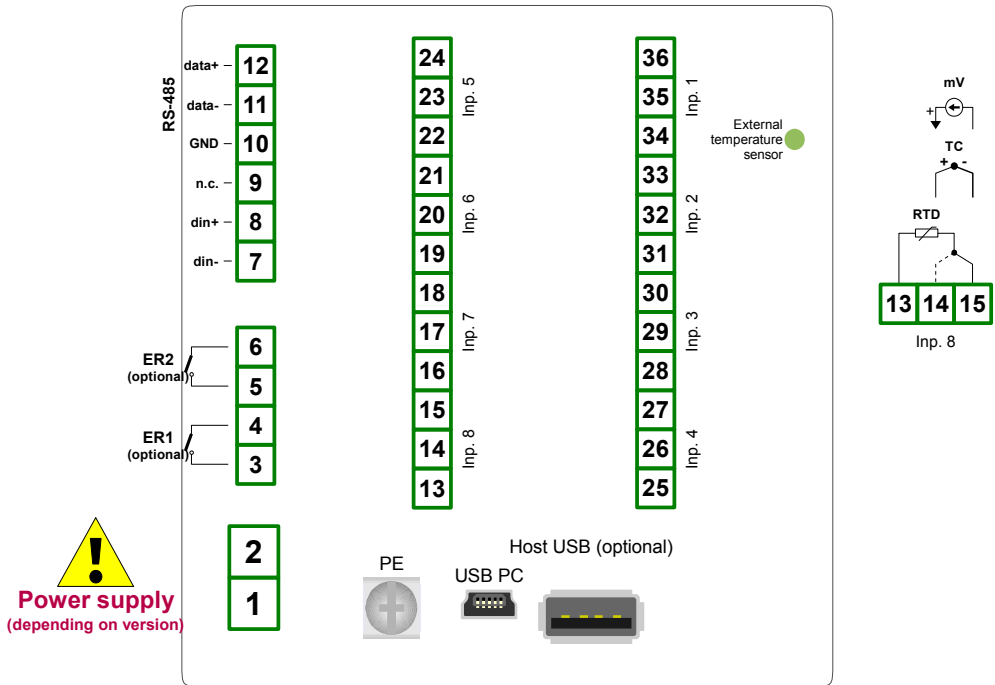 RS-485
data+
12
data-
11
GND
10
n.c.
9
din+
8
din-
7
ER2
(optional)
6
5
ER1
(optional)
4
3
2
1
Power supply
(depending on version)
24
23
22
Inp. 5
21
20
19
Inp. 6
18
17
16
Inp. 7
15
14
13
Inp. 8
36
35
34
Inp. 1
33
32
31
Inp. 2
30
29
28
Inp. 3
27
26
25
Inp. 4
External
temperature
sensor
PE
USB PC
Host USB (optional)
mV
+
TC
+ -
RTD
13 14 15
Inp. 8